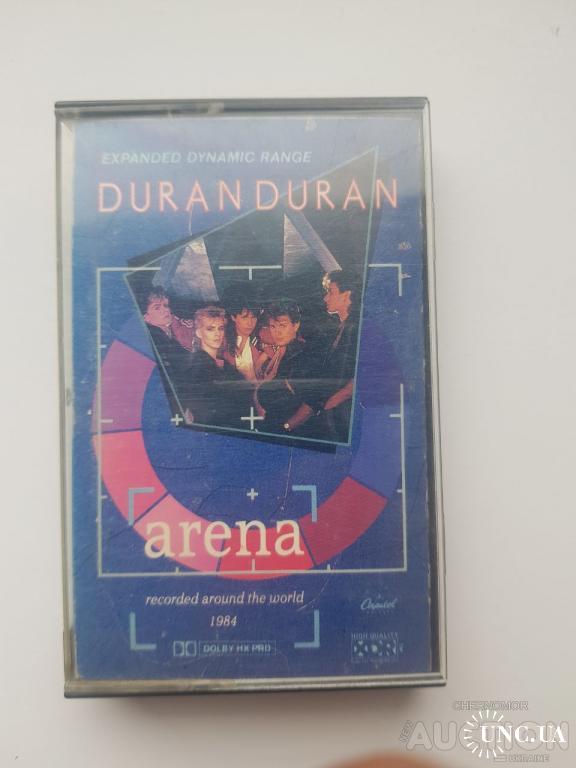 EXPANDED DYNAMIC RANGE
DURAN DURAN
arena
recorded around the world
1984
Capitol
DOLBY HX PRO
HIGH QUALITY
XDR
CHERNOMOR
NEW AUCTION
UNC.UA
UKRAINE